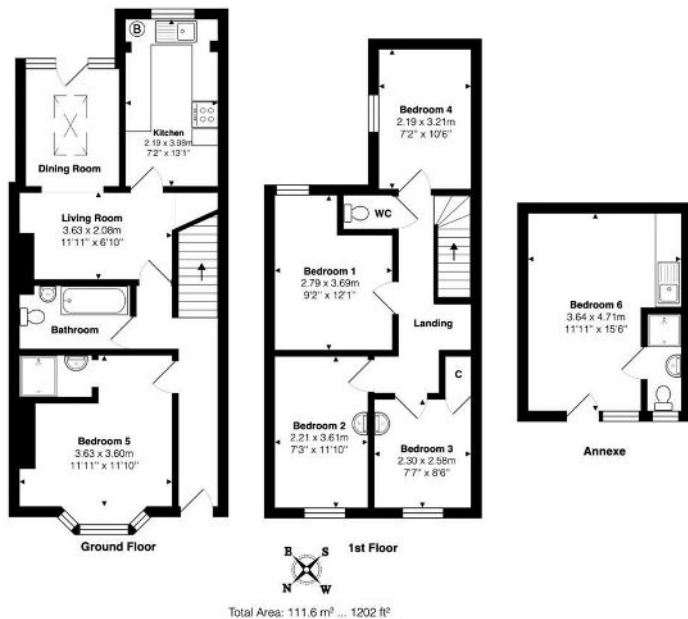 B
Kitchen
2.19 x 3.98m
7'2" x 13'1"
Dining Room
Living Room
3.63 x 2.08m
11'11" x 6'10"
Bathroom
Bedroom 5
3.63 x 3.60m
11'11" x 11'10"
Ground Floor
Bedroom 4
2.19 x 3.21m
7'2" x 10'6"
WC
Bedroom 1
2.79 x 3.69m
9'2" x 12'1"
Landing
C
Bedroom 2
2.21 x 3.61m
7'3" x 11'10"
Bedroom 3
2.30 x 2.58m
7'7" x 8'6"
1st Floor
Bedroom 6
3.64 x 4.71m
11'11" x 15'6"
Annexe
E S
N W
Total Area: 111.6 m² ... 1202 ft²